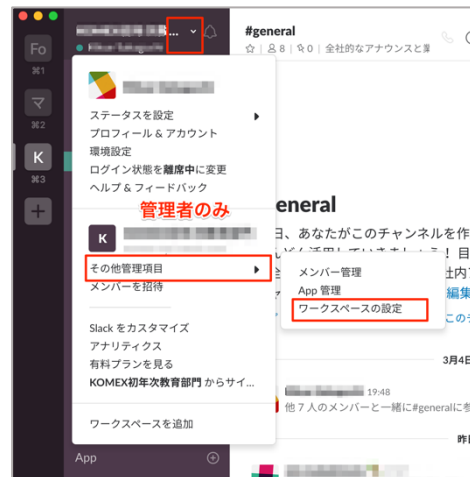 ...
#general
8 | 0 | 全社的なアナウンスと業
Fo
⌘1
⌘2
K
⌘3
ステータスを設定
プロフィール & アカウント
環境設定
ログイン状態を離席中に変更
ヘルプ & フィードバック
管理者のみ
eneral
日、あなたがこのチャンネルを作
K
その他管理項目
メンバーを招待
メンバー管理
App 管理
ワークスペースの設定
社内
編集
Slack をカスタマイズ
アナリティクス
有料プランを見る
KOMEX初年次教育部門 からサイ...
3月4日
19:48
他 7 人のメンバーと一緒に#generalに参
ワークスペースを追加
昨日
App